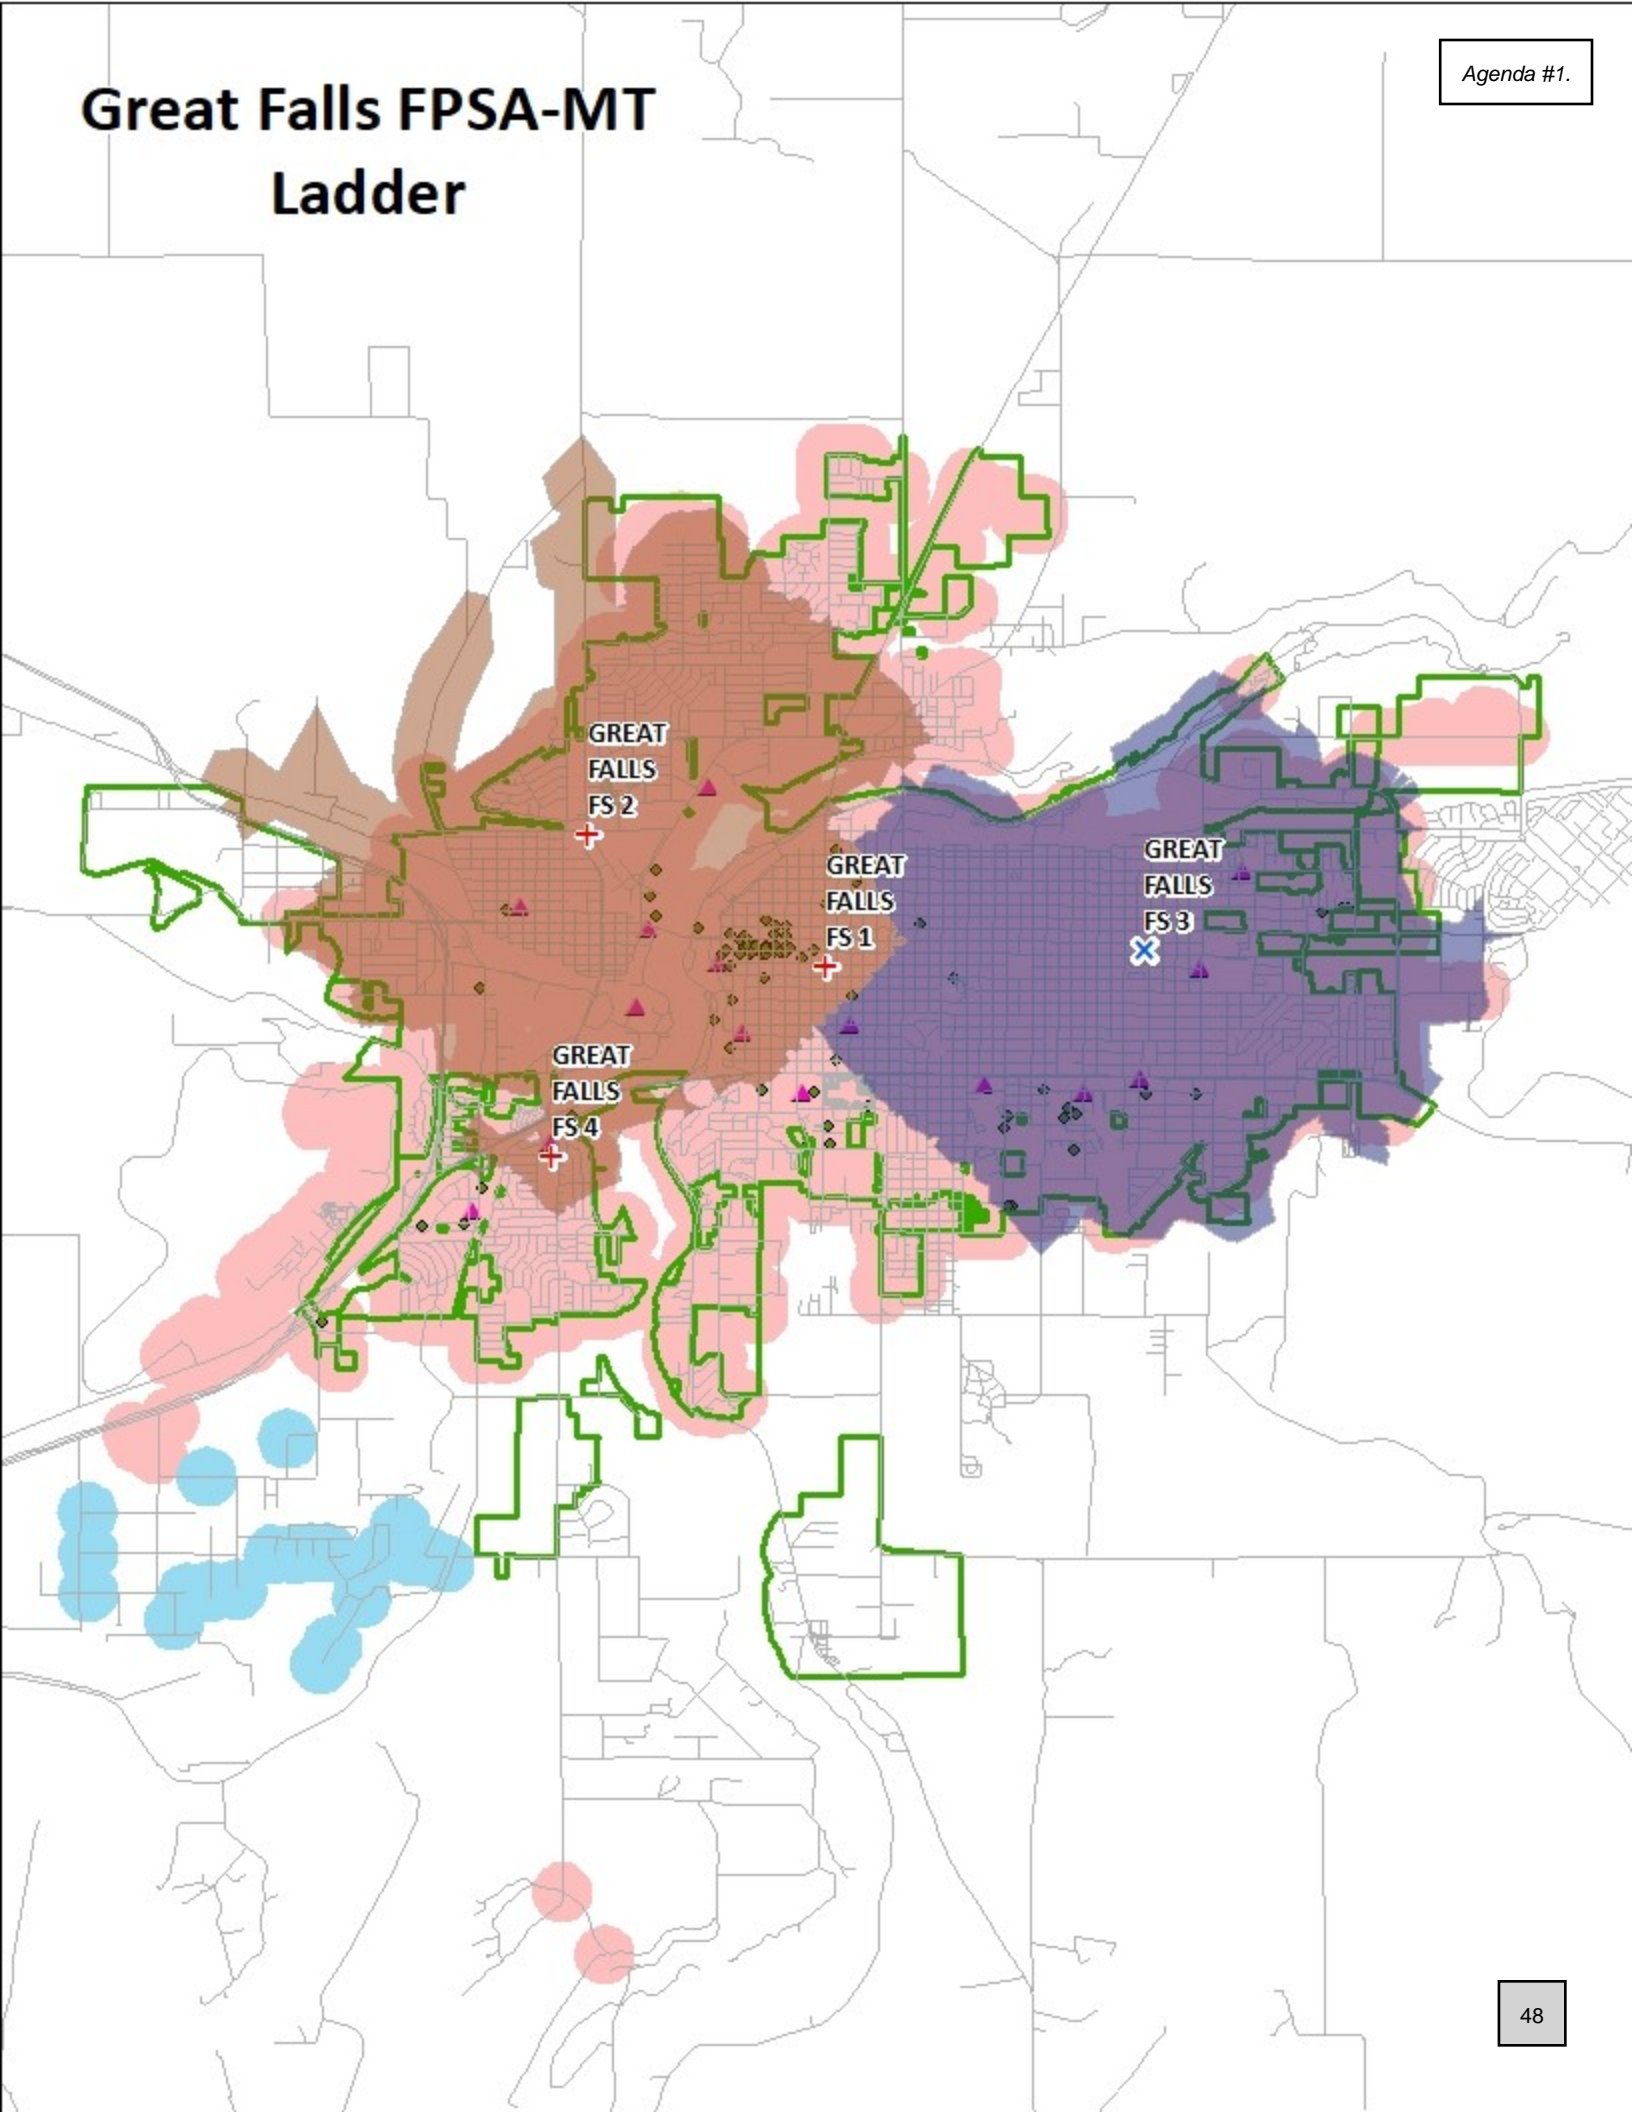 Agenda #1.
Great Falls FPSA-MT
Ladder
GREAT
FALLS
FS 2
GREAT
FALLS
FS 1
GREAT
FALLS
FS 3
GREAT
FALLS
FS 4
48